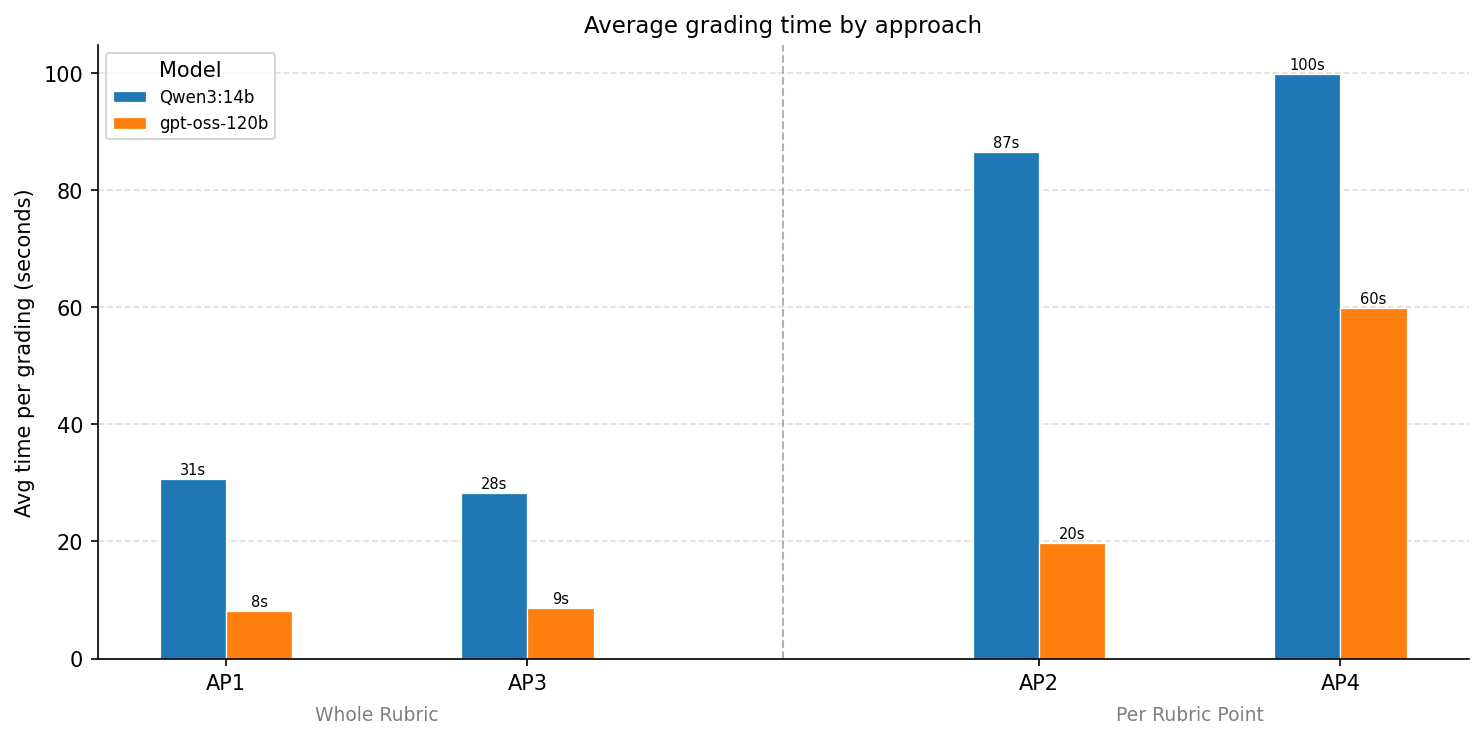 Average grading time by approach
Model
Qwen3:14b
gpt-oss-120b
Avg time per grading (seconds)
100
80
60
40
20
0
31s
8s
28s
9s
87s
20s
100s
60s
AP1
AP3
AP2
AP4
Whole Rubric
Per Rubric Point